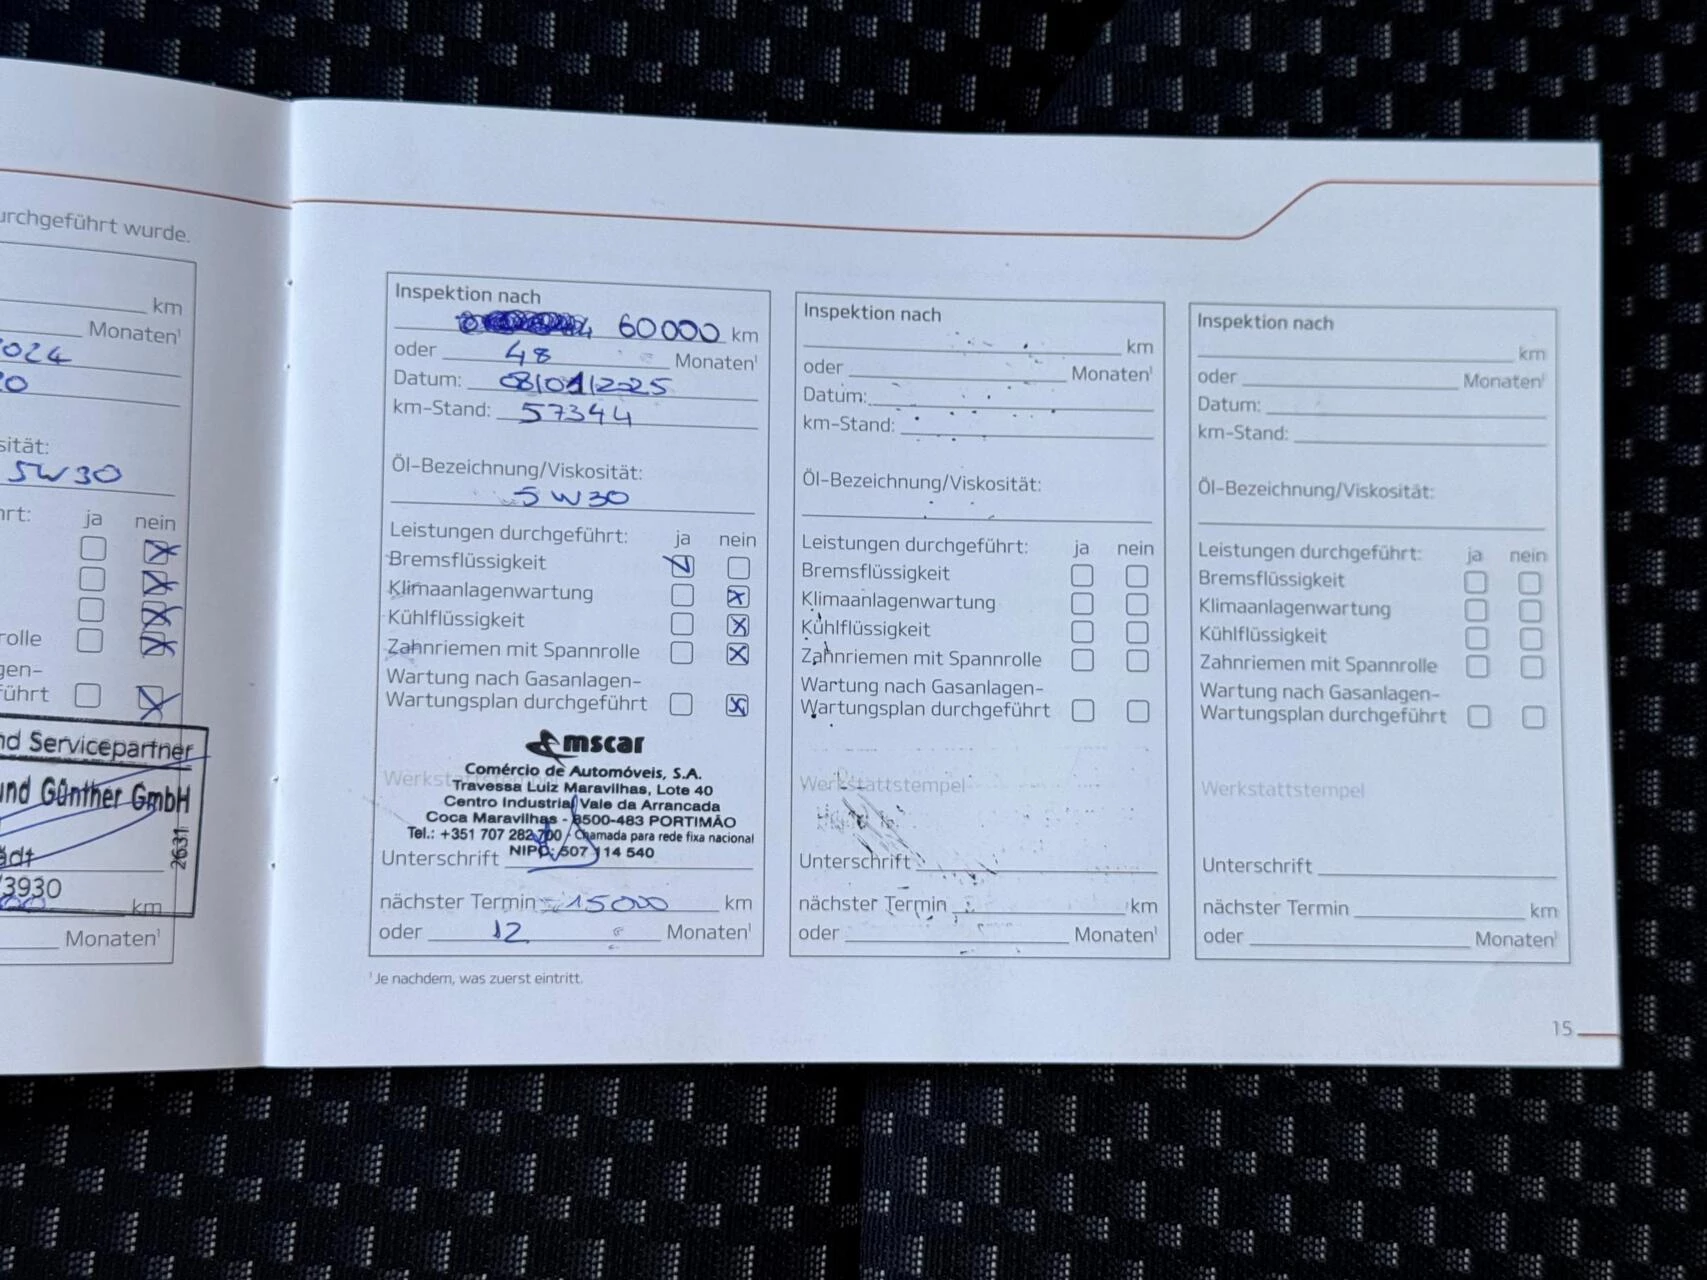 urchgeführt wurde.
km
Monaten¹
2024
sität:
5W30
hrt:
ja nein
rolle
gen-
führt
nd Servicepartner
und Günther GmbH
ädt
2631
/3930
km
Monaten¹
Inspektion nach
60000 km
oder 48 Monaten¹
Datum: 08/01/2025
km-Stand: 57344
Öl-Bezeichnung/Viskosität:
5W30
Leistungen durchgeführt: ja nein
Bremsflüssigkeit
Klimaanlagenwartung
Kühlflüssigkeit
Zahnriemen mit Spannrolle
Wartung nach Gasanlagen-
Wartungsplan durchgeführt
mscar
Werkstattstempel
Comércio de Automóveis, S.A.
Travessa Luiz Maravilhas, Lote 40
Centro Industrial Vale da Arrancada
Coca Maravilhas - 8500-483 PORTIMÃO
Tel.: +351 707 282 700 - Chamada para rede fixa nacional
NIPC: 507 114 540
Unterschrift
nächster Termin 15000 km
oder 12 Monaten¹
¹ Je nachdem, was zuerst eintritt.
Inspektion nach
km
oder Monaten¹
Datum:
km-Stand:
Öl-Bezeichnung/Viskosität:
Leistungen durchgeführt: ja nein
Bremsflüssigkeit
Klimaanlagenwartung
Kühlflüssigkeit
Zahnriemen mit Spannrolle
Wartung nach Gasanlagen-
Wartungsplan durchgeführt
Werkstattstempel
Unterschrift
nächster Termin km
oder Monaten¹
Inspektion nach
km
oder Monaten¹
Datum:
km-Stand:
Öl-Bezeichnung/Viskosität:
Leistungen durchgeführt: ja nein
Bremsflüssigkeit
Klimaanlagenwartung
Kühlflüssigkeit
Zahnriemen mit Spannrolle
Wartung nach Gasanlagen-
Wartungsplan durchgeführt
Werkstattstempel
Unterschrift
nächster Termin km
oder Monaten¹
15